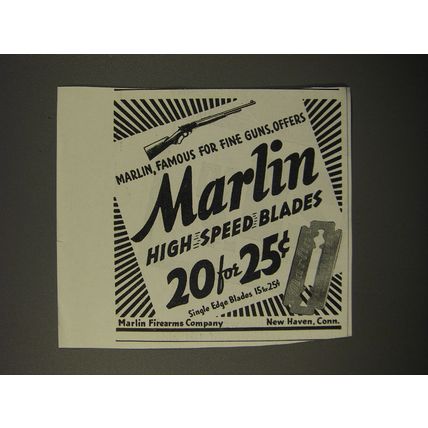 MARLIN, FAMOUS FOR FINE GUNS, OFFERS
Marlin
HIGH SPEED BLADES
20 for 25¢
Single Edge Blades 15 for 25¢
Marlin Firearms Company New Haven, Conn.